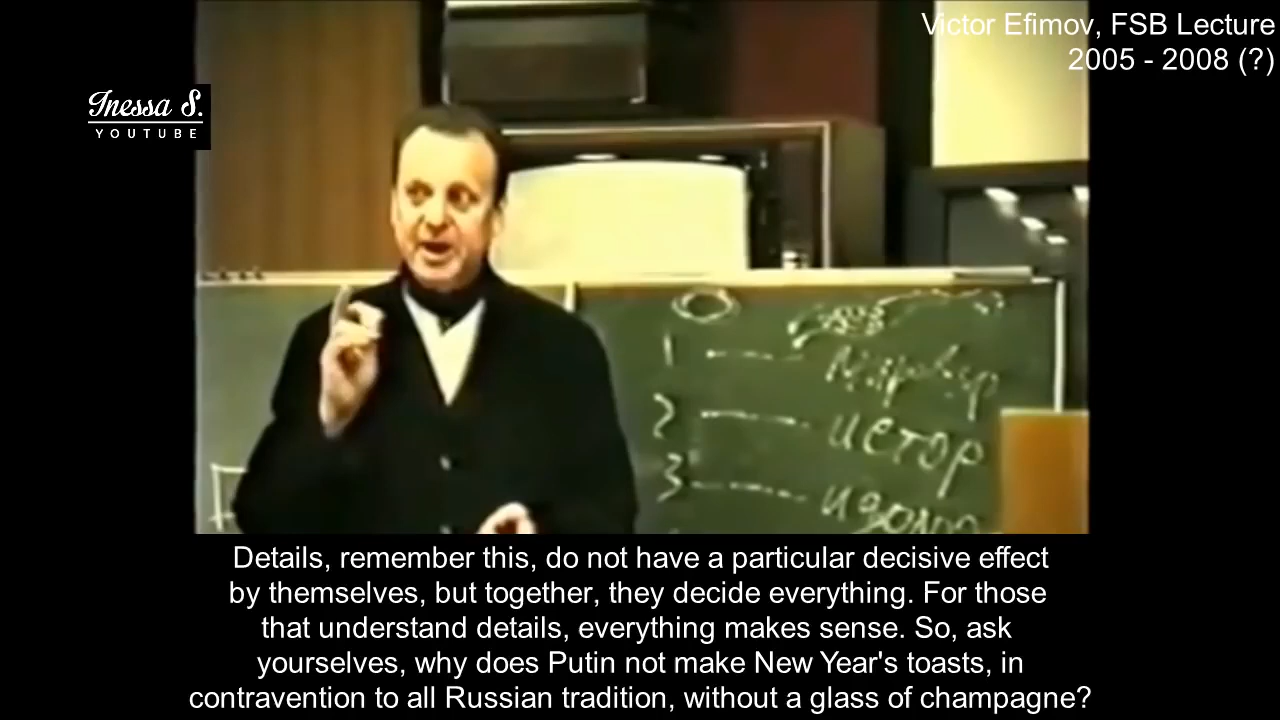 Victor Efimov, FSB Lecture
2005 - 2008 (?)
Inessa S.
YOUTUBE
1
2 истор
3
Details, remember this, do not have a particular decisive effect
by themselves, but together, they decide everything. For those
that understand details, everything makes sense. So, ask
yourselves, why does Putin not make New Year's toasts, in
contravention to all Russian tradition, without a glass of champagne?